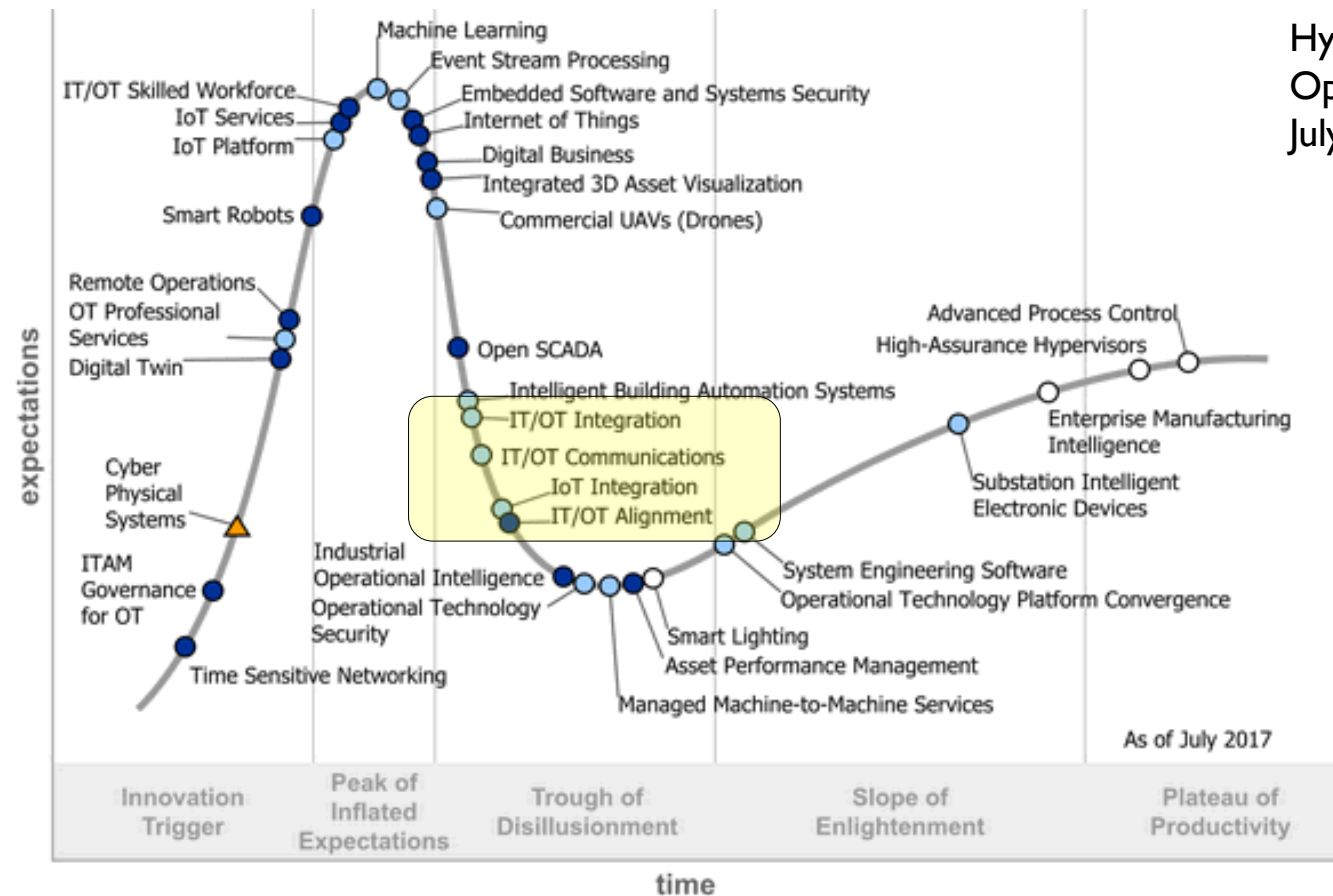 Hy
Op
July
Machine Learning
Event Stream Processing
IT/OT Skilled Workforce
Embedded Software and Systems Security
IoT Services
Internet of Things
IoT Platform
Digital Business
Integrated 3D Asset Visualization
Smart Robots
Commercial UAVs (Drones)
Remote Operations
OT Professional
Services
Digital Twin
Advanced Process Control
High-Assurance Hypervisors
Open SCADA
Intelligent Building Automation Systems
IT/OT Integration
Enterprise Manufacturing
Intelligence
IT/OT Communications
Cyber
Physical
Systems
IoT Integration
IT/OT Alignment
Substation Intelligent
Electronic Devices
expectations
ITAM
Governance
for OT
Industrial
Operational Intelligence
Operational Technology
Security
System Engineering Software
Operational Technology Platform Convergence
Smart Lighting
Asset Performance Management
Time Sensitive Networking
Managed Machine-to-Machine Services
As of July 2017
Innovation
Trigger
Peak of
Inflated
Expectations
Trough of
Disillusionment
Slope of
Enlightenment
Plateau of
Productivity
time